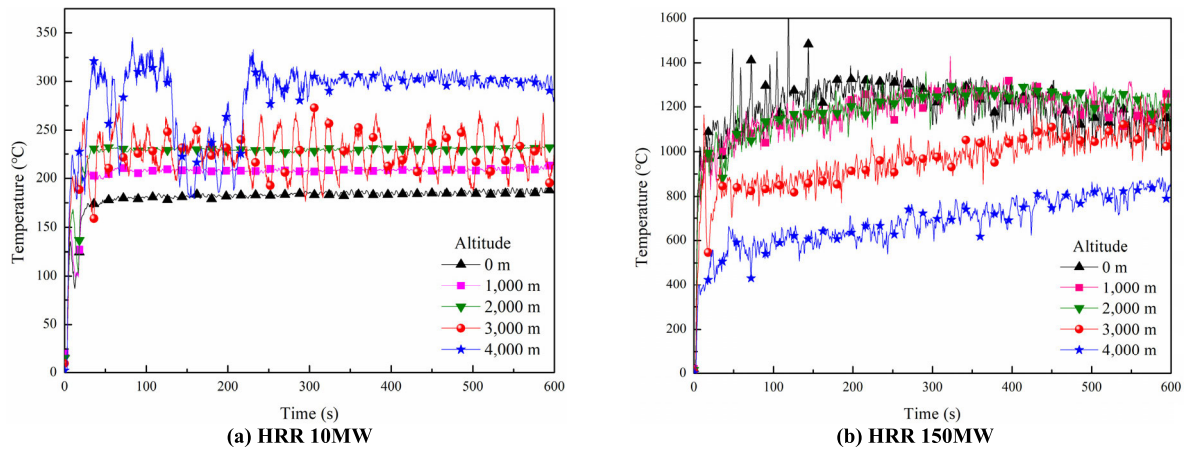 350
300
250
200
150
100
50
0
Temperature (°C)
Altitude
0 m
1,000 m
2,000 m
3,000 m
4,000 m
0 100 200 300 400 500 600
Time (s)
(a) HRR 10MW
1600
1400
1200
1000
800
600
400
200
0
Temperature (°C)
Altitude
0 m
1,000 m
2,000 m
3,000 m
4,000 m
0 100 200 300 400 500 600
Time (s)
(b) HRR 150MW